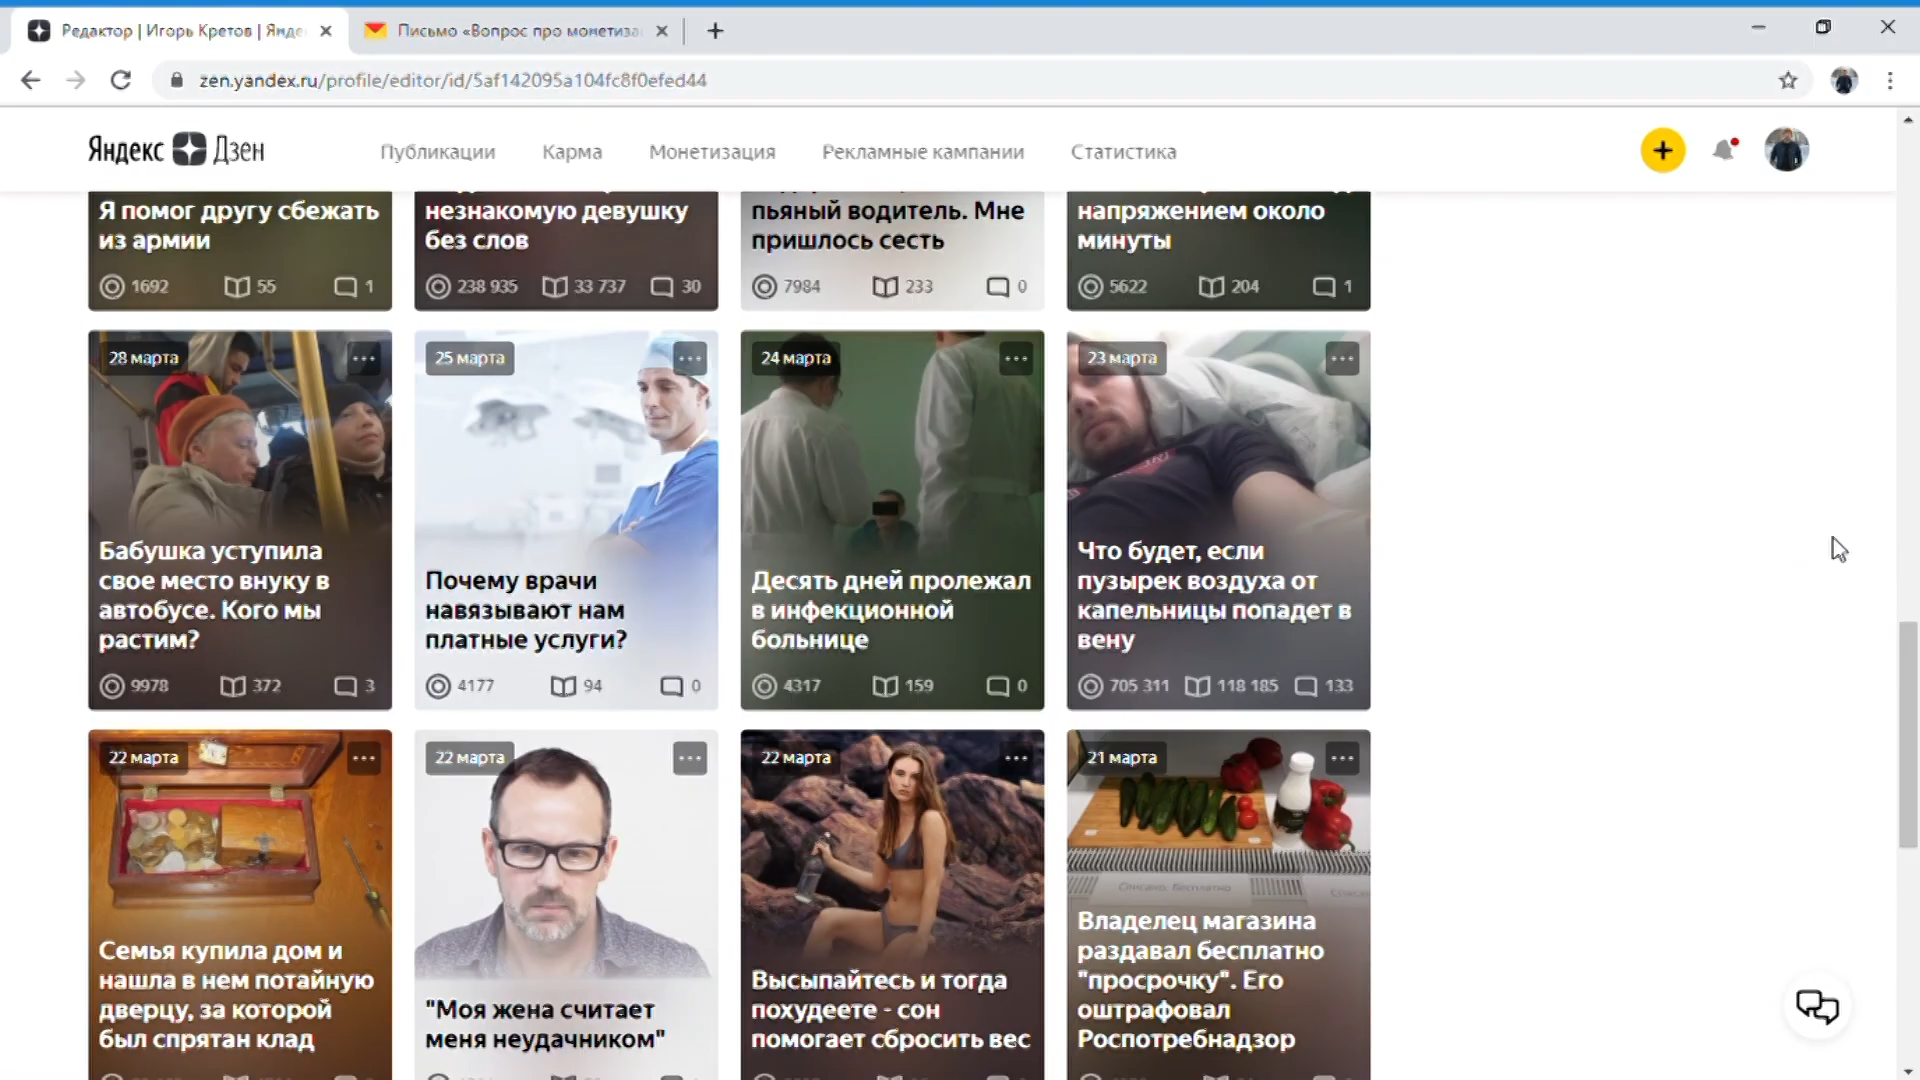 Редактор | Игорь Кретов | Янде
Письмо «Вопрос про монетиза
zen.yandex.ru/profile/editor/id/5af142095a104fc8f0efed44
Яндекс Дзен
Публикации
Карма
Монетизация
Рекламные кампании
Статистика
Я помог другу сбежать
из армии
1692 55 1
незнакомую девушку
без слов
238 935 33 737 30
пьяный водитель. Мне
пришлось сесть
7984 233 0
напряжением около
минуты
5622 204 1
28 марта
Бабушка уступила
свое место внуку в
автобусе. Кого мы
растим?
9978 372 3
25 марта
Почему врачи
навязывают нам
платные услуги?
4177 94 0
24 марта
Десять дней пролежал
в инфекционной
больнице
4317 159 0
23 марта
Что будет, если
пузырек воздуха от
капельницы попадет в
вену
705 311 118 185 133
22 марта
Семья купила дом и
нашла в нем потайную
дверцу, за которой
был спрятан клад
22 марта
"Моя жена считает
меня неудачником"
22 марта
Высыпайтесь и тогда
похудеете - сон
помогает сбросить вес
21 марта
Списано, Бесплатно
Владелец магазина
раздавал бесплатно
"просрочку". Его
оштрафовал
Роспотребнадзор